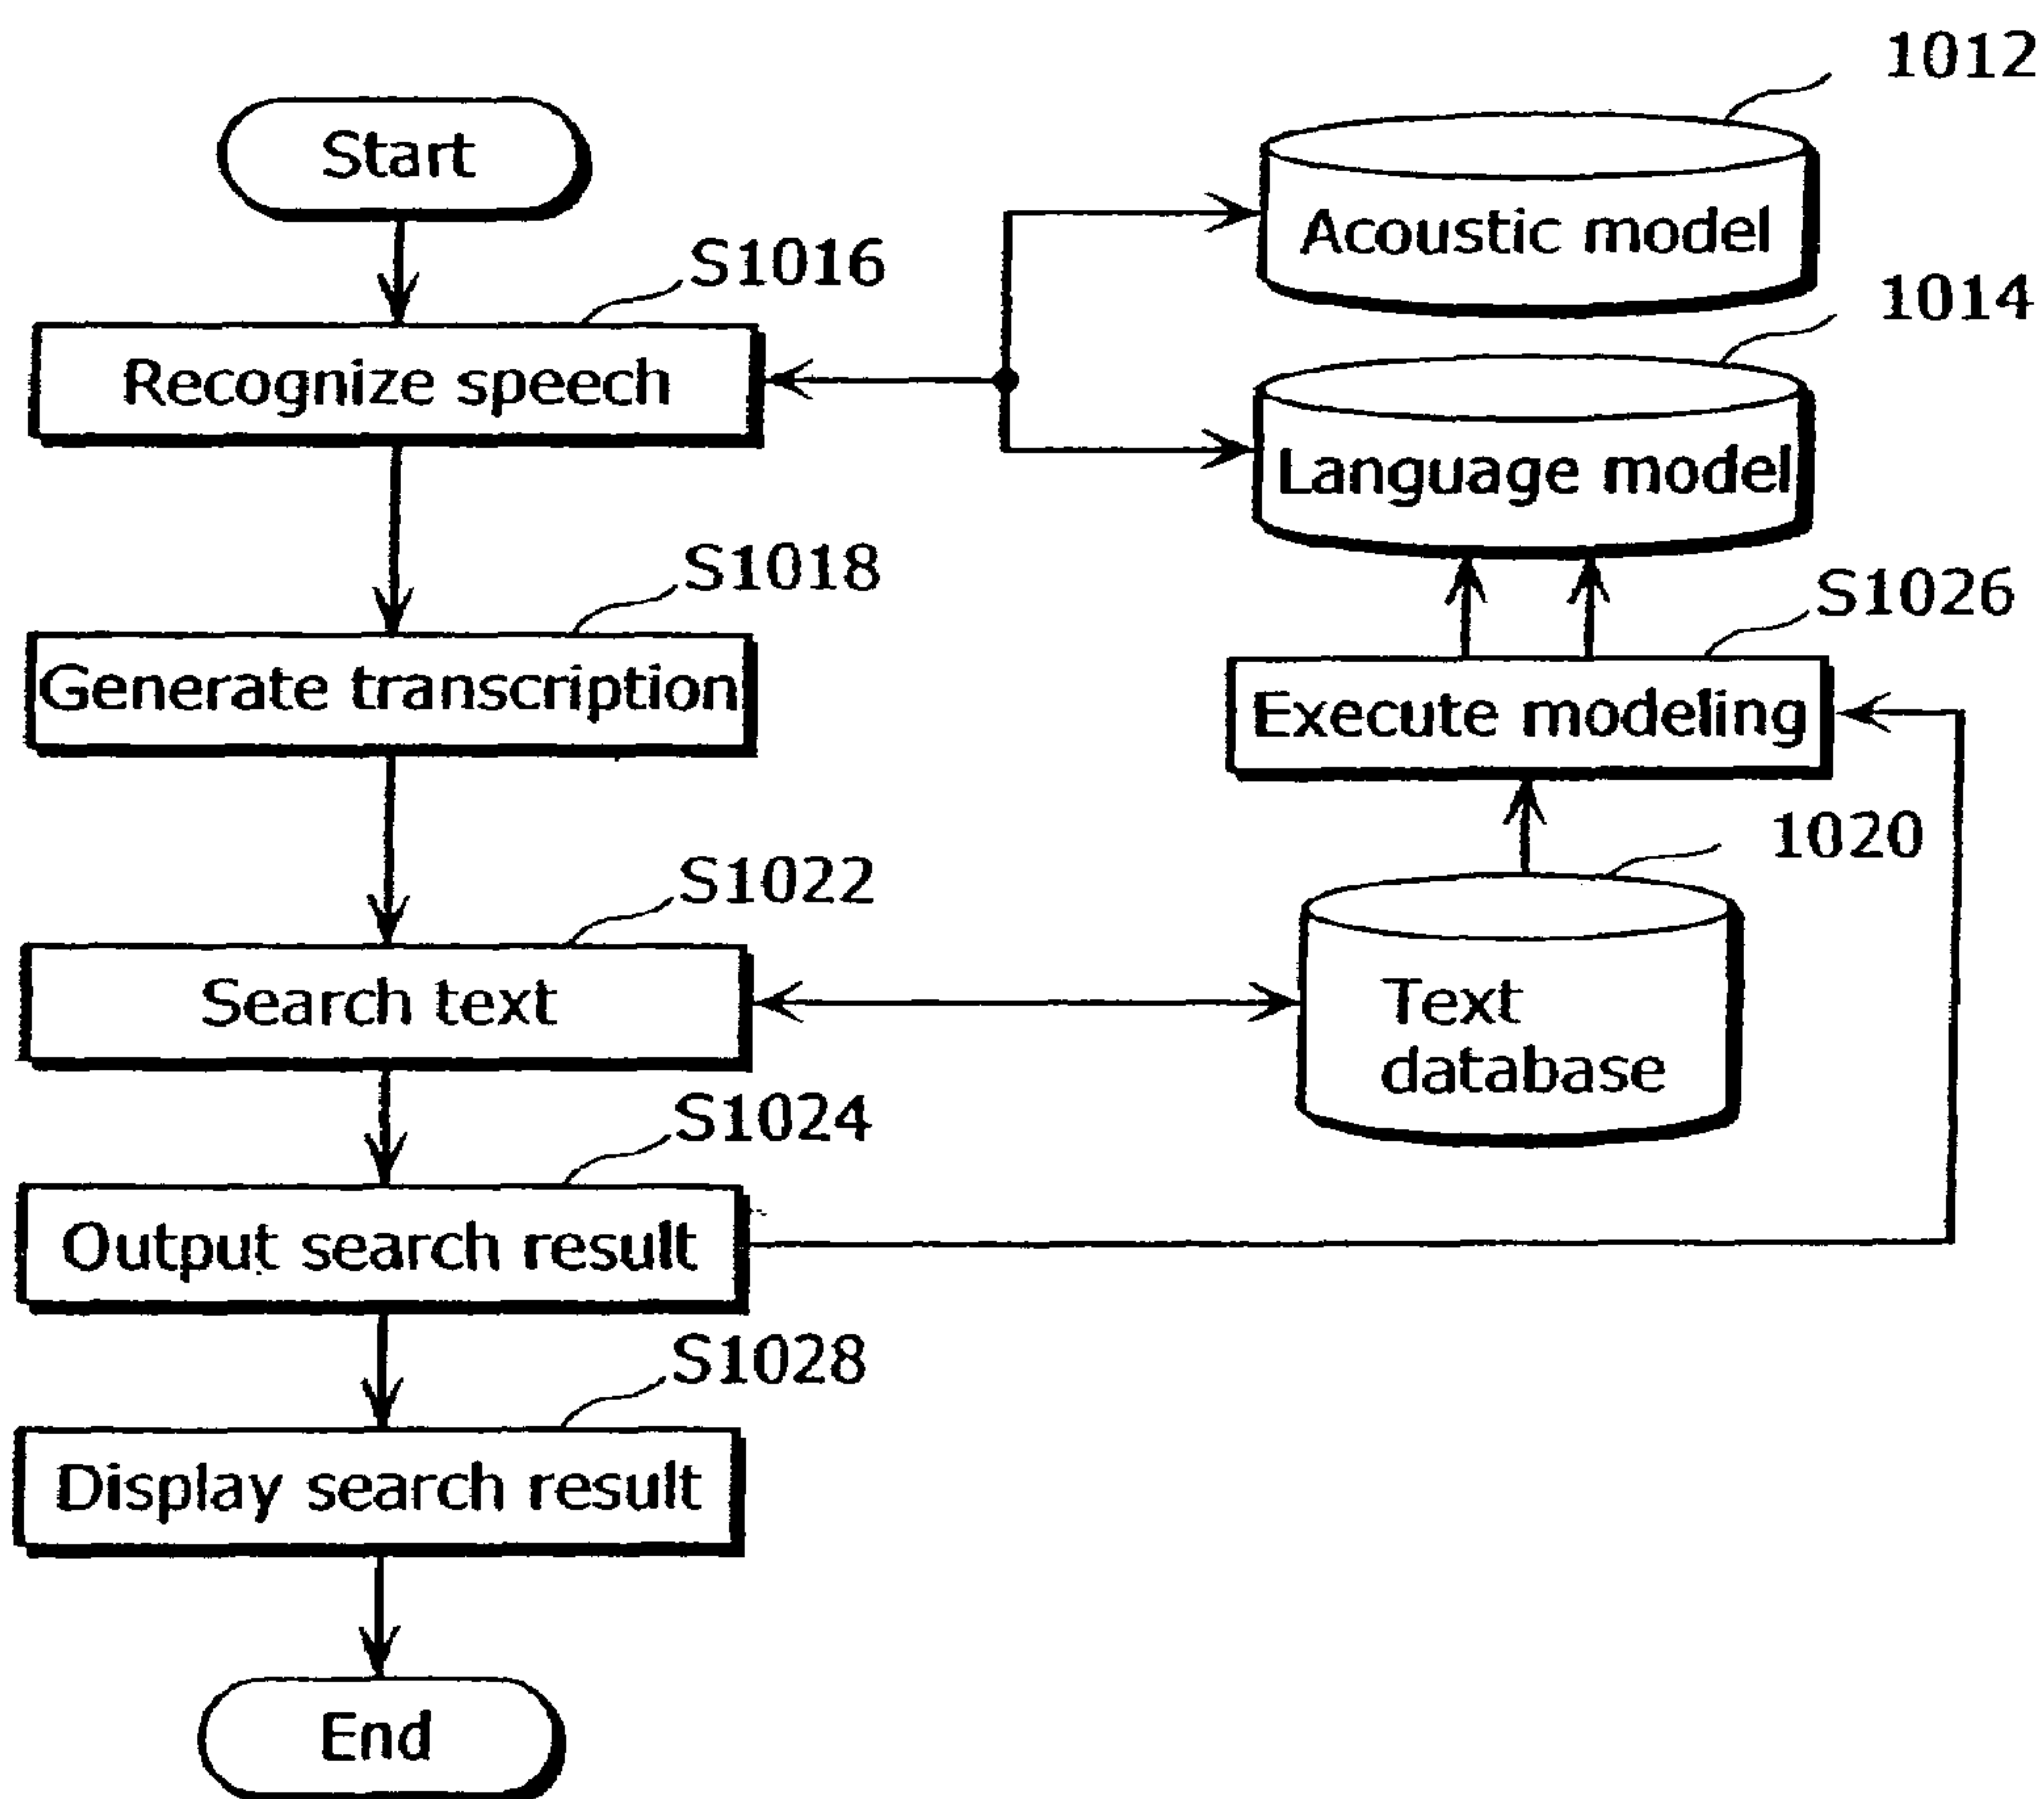 1012
Start
Acoustic model
S1016
1014
Recognize speech
Language model
S1018
S1026
Generate transcription
Execute modeling
1020
S1022
Search text
Text
database
S1024
Output search result
S1028
Display search result
End